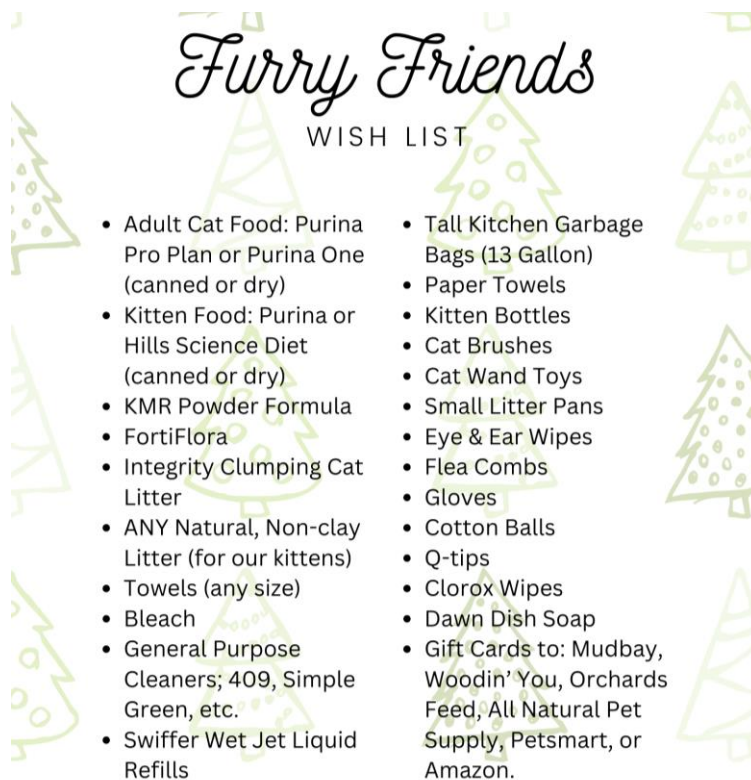 Furry Friends
WISH LIST
• Adult Cat Food: Purina
Pro Plan or Purina One
(canned or dry)
• Kitten Food: Purina or
Hills Science Diet
(canned or dry)
• KMR Powder Formula
• FortiFlora
• Integrity Clumping Cat
Litter
• ANY Natural, Non-clay
Litter (for our kittens)
• Towels (any size)
• Bleach
• General Purpose
Cleaners; 409, Simple
Green, etc.
• Swiffer Wet Jet Liquid
Refills
• Tall Kitchen Garbage
Bags (13 Gallon)
• Paper Towels
• Kitten Bottles
• Cat Brushes
• Cat Wand Toys
• Small Litter Pans
• Eye & Ear Wipes
• Flea Combs
• Gloves
• Cotton Balls
• Q-tips
• Clorox Wipes
• Dawn Dish Soap
• Gift Cards to: Mudbay,
Woodin’ You, Orchards
Feed, All Natural Pet
Supply, Petsmart, or
Amazon.